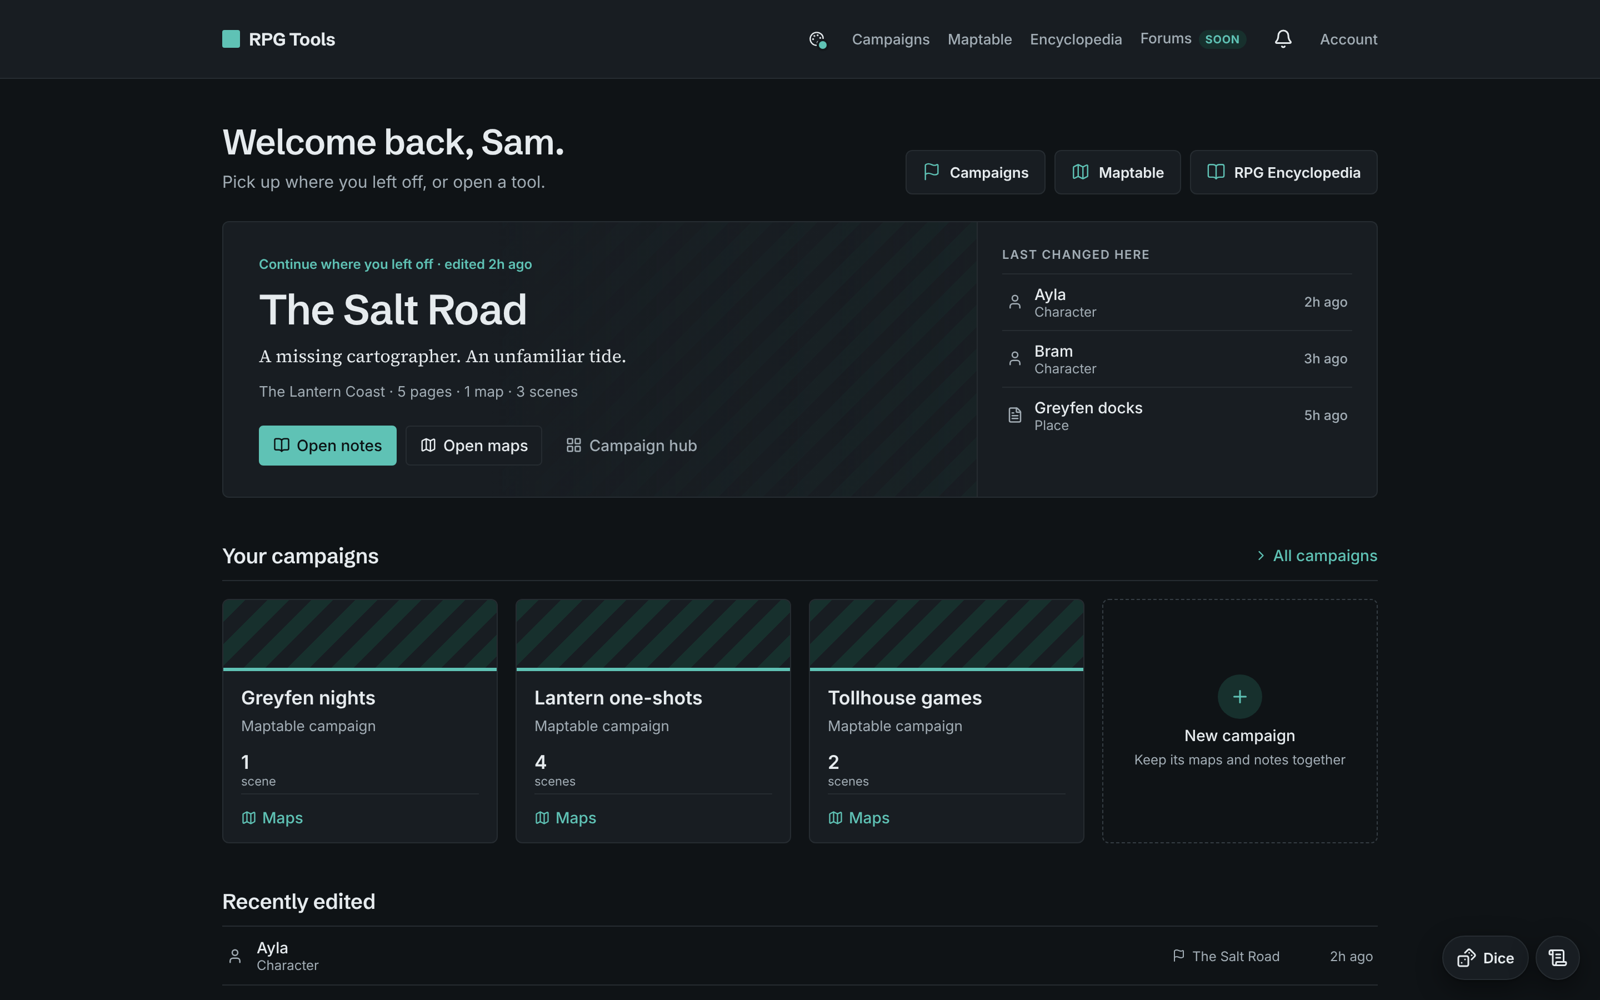 RPG Tools
Campaigns
Maptable
Encyclopedia
Forums SOON
Account
Welcome back, Sam.
Pick up where you left off, or open a tool.
Campaigns
Maptable
RPG Encyclopedia
Continue where you left off · edited 2h ago
The Salt Road
A missing cartographer. An unfamiliar tide.
The Lantern Coast · 5 pages · 1 map · 3 scenes
Open notes
Open maps
Campaign hub
LAST CHANGED HERE
Ayla
Character
2h ago
Bram
Character
3h ago
Greyfen docks
Place
5h ago
Your campaigns
All campaigns
Greyfen nights
Maptable campaign
1
scene
Maps
Lantern one-shots
Maptable campaign
4
scenes
Maps
Tollhouse games
Maptable campaign
2
scenes
Maps
New campaign
Keep its maps and notes together
Recently edited
Ayla
Character
The Salt Road
2h ago
Dice